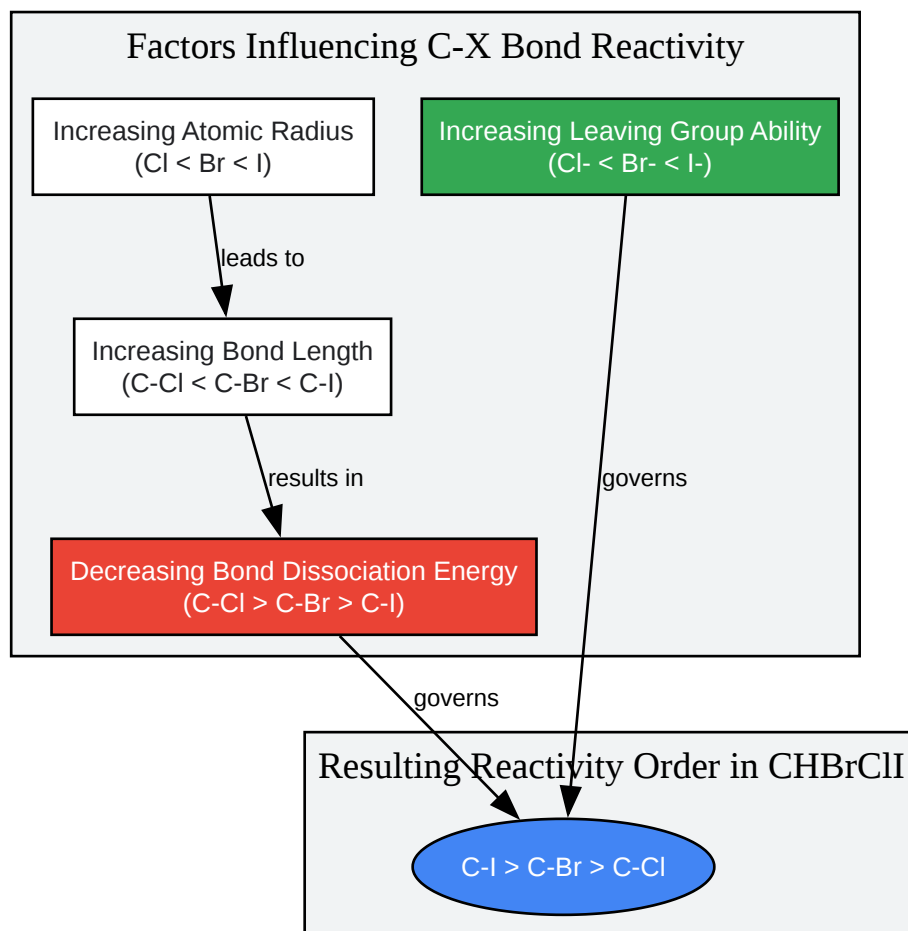 Factors Influencing C-X Bond Reactivity
Increasing Atomic Radius
(Cl < Br < I)
Increasing Leaving Group Ability
(Cl- < Br- < I-)
leads to
Increasing Bond Length
(C-Cl < C-Br < C-I)
results in
governs
Decreasing Bond Dissociation Energy
(C-Cl > C-Br > C-I)
governs
Resulting Reactivity Order in CHBrClI
C-I > C-Br > C-Cl